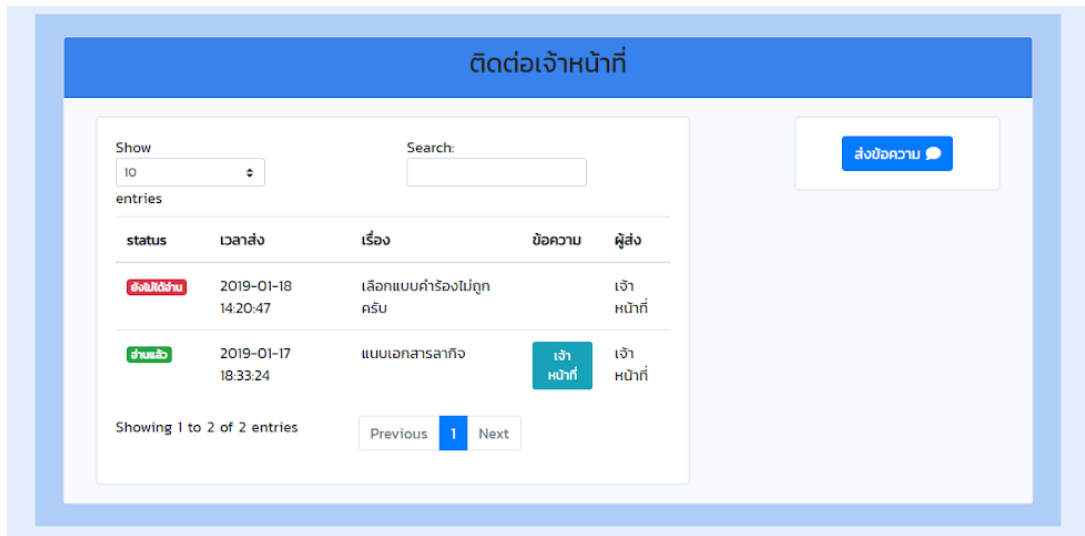 ติดต่อเจ้าหน้าที่
ส่งข้อความ
Show
10
entries
Search:
status เวลาส่ง เรื่อง ข้อความ ผู้ส่ง
ยังไม่ได้อ่าน 2019-01-18 เลือกแบบคำร้องไม่ถูก เจ้า
14:20:47 ครับ หน้าที่
อ่านแล้ว 2019-01-17 แนบเอกสารลากิจ เจ้า เจ้า
18:33:24 หน้าที่ หน้าที่
Showing 1 to 2 of 2 entries
Previous 1 Next